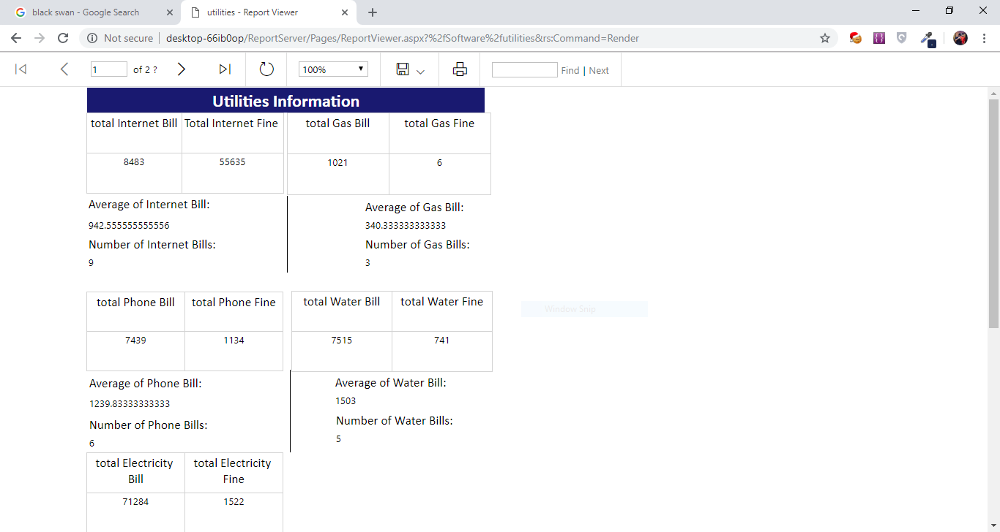 black swan - Google Search
utilities - Report Viewer
Not secure | desktop-66ib0op/ReportServer/Pages/ReportViewer.aspx?%2fSoftware%2futilities&rs:Command=Render
1 of 2 ? 100% Find | Next
Utilities Information
total Internet Bill Total Internet Fine total Gas Bill total Gas Fine
8483 55635 1021 6
Average of Internet Bill: Average of Gas Bill:
942.555555555556 340.333333333333
Number of Internet Bills: Number of Gas Bills:
9 3
total Phone Bill total Phone Fine total Water Bill total Water Fine
Window Snip
7439 1134 7515 741
Average of Phone Bill: Average of Water Bill:
1239.83333333333 1503
Number of Phone Bills: Number of Water Bills:
6 5
total Electricity Bill total Electricity Fine
71284 1522